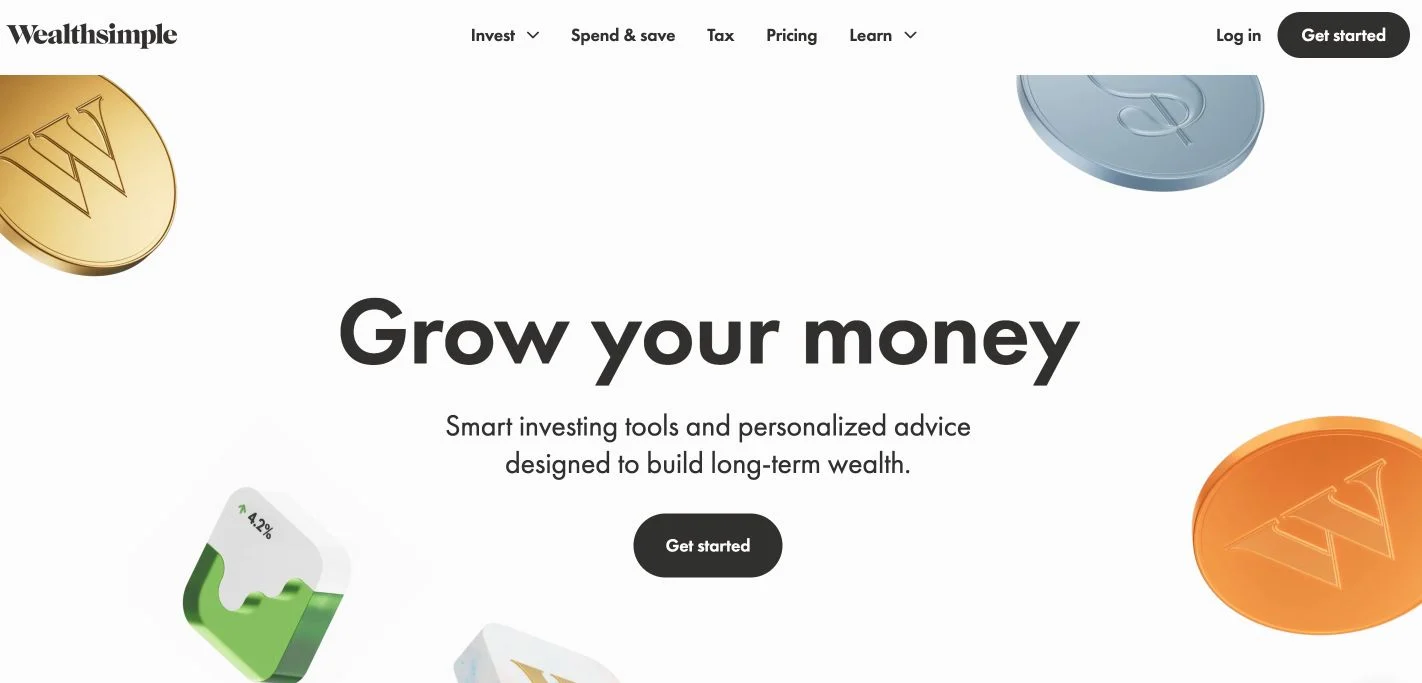 Wealthsimple
Invest
Spend & save
Tax
Pricing
Learn
Log in
Get started
W
$
Grow your money
Smart investing tools and personalized advice
designed to build long-term wealth.
Get started
4.2%
W